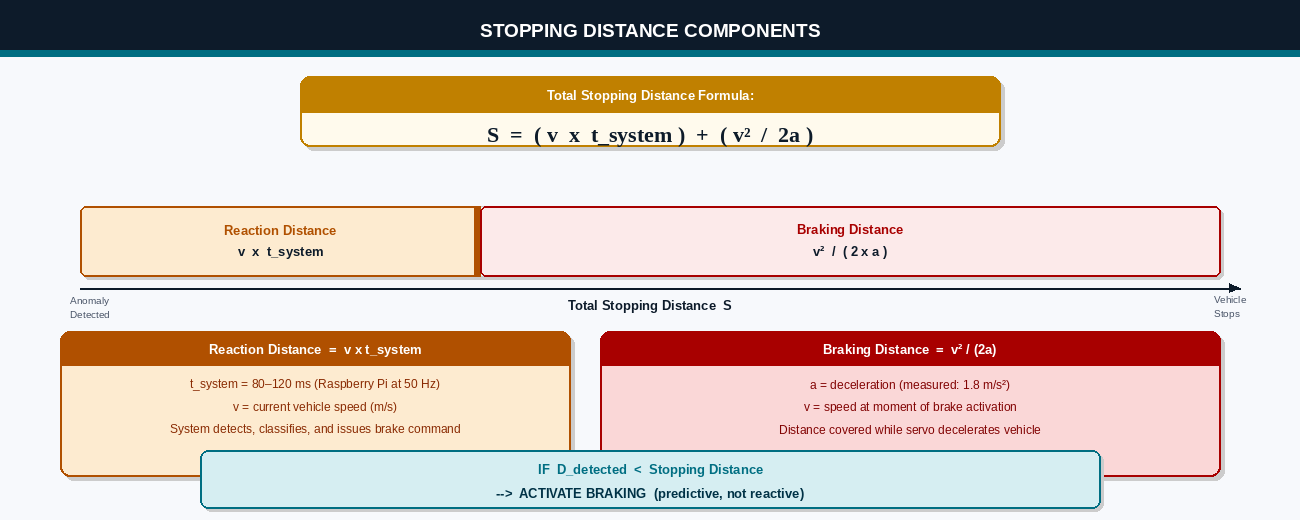 STOPPING DISTANCE COMPONENTS
Total Stopping Distance Formula:
S = ( v x t_system ) + ( v² / 2a )
Reaction Distance
v x t_system
Braking Distance
v² / ( 2 x a )
Anomaly
Detected
Total Stopping Distance S
Vehicle
Stops
Reaction Distance = v x t_system
t_system = 80–120 ms (Raspberry Pi at 50 Hz)
v = current vehicle speed (m/s)
System detects, classifies, and issues brake command
Braking Distance = v² / (2a)
a = deceleration (measured: 1.8 m/s²)
v = speed at moment of brake activation
Distance covered while servo decelerates vehicle
IF D_detected < Stopping Distance
--> ACTIVATE BRAKING (predictive, not reactive)